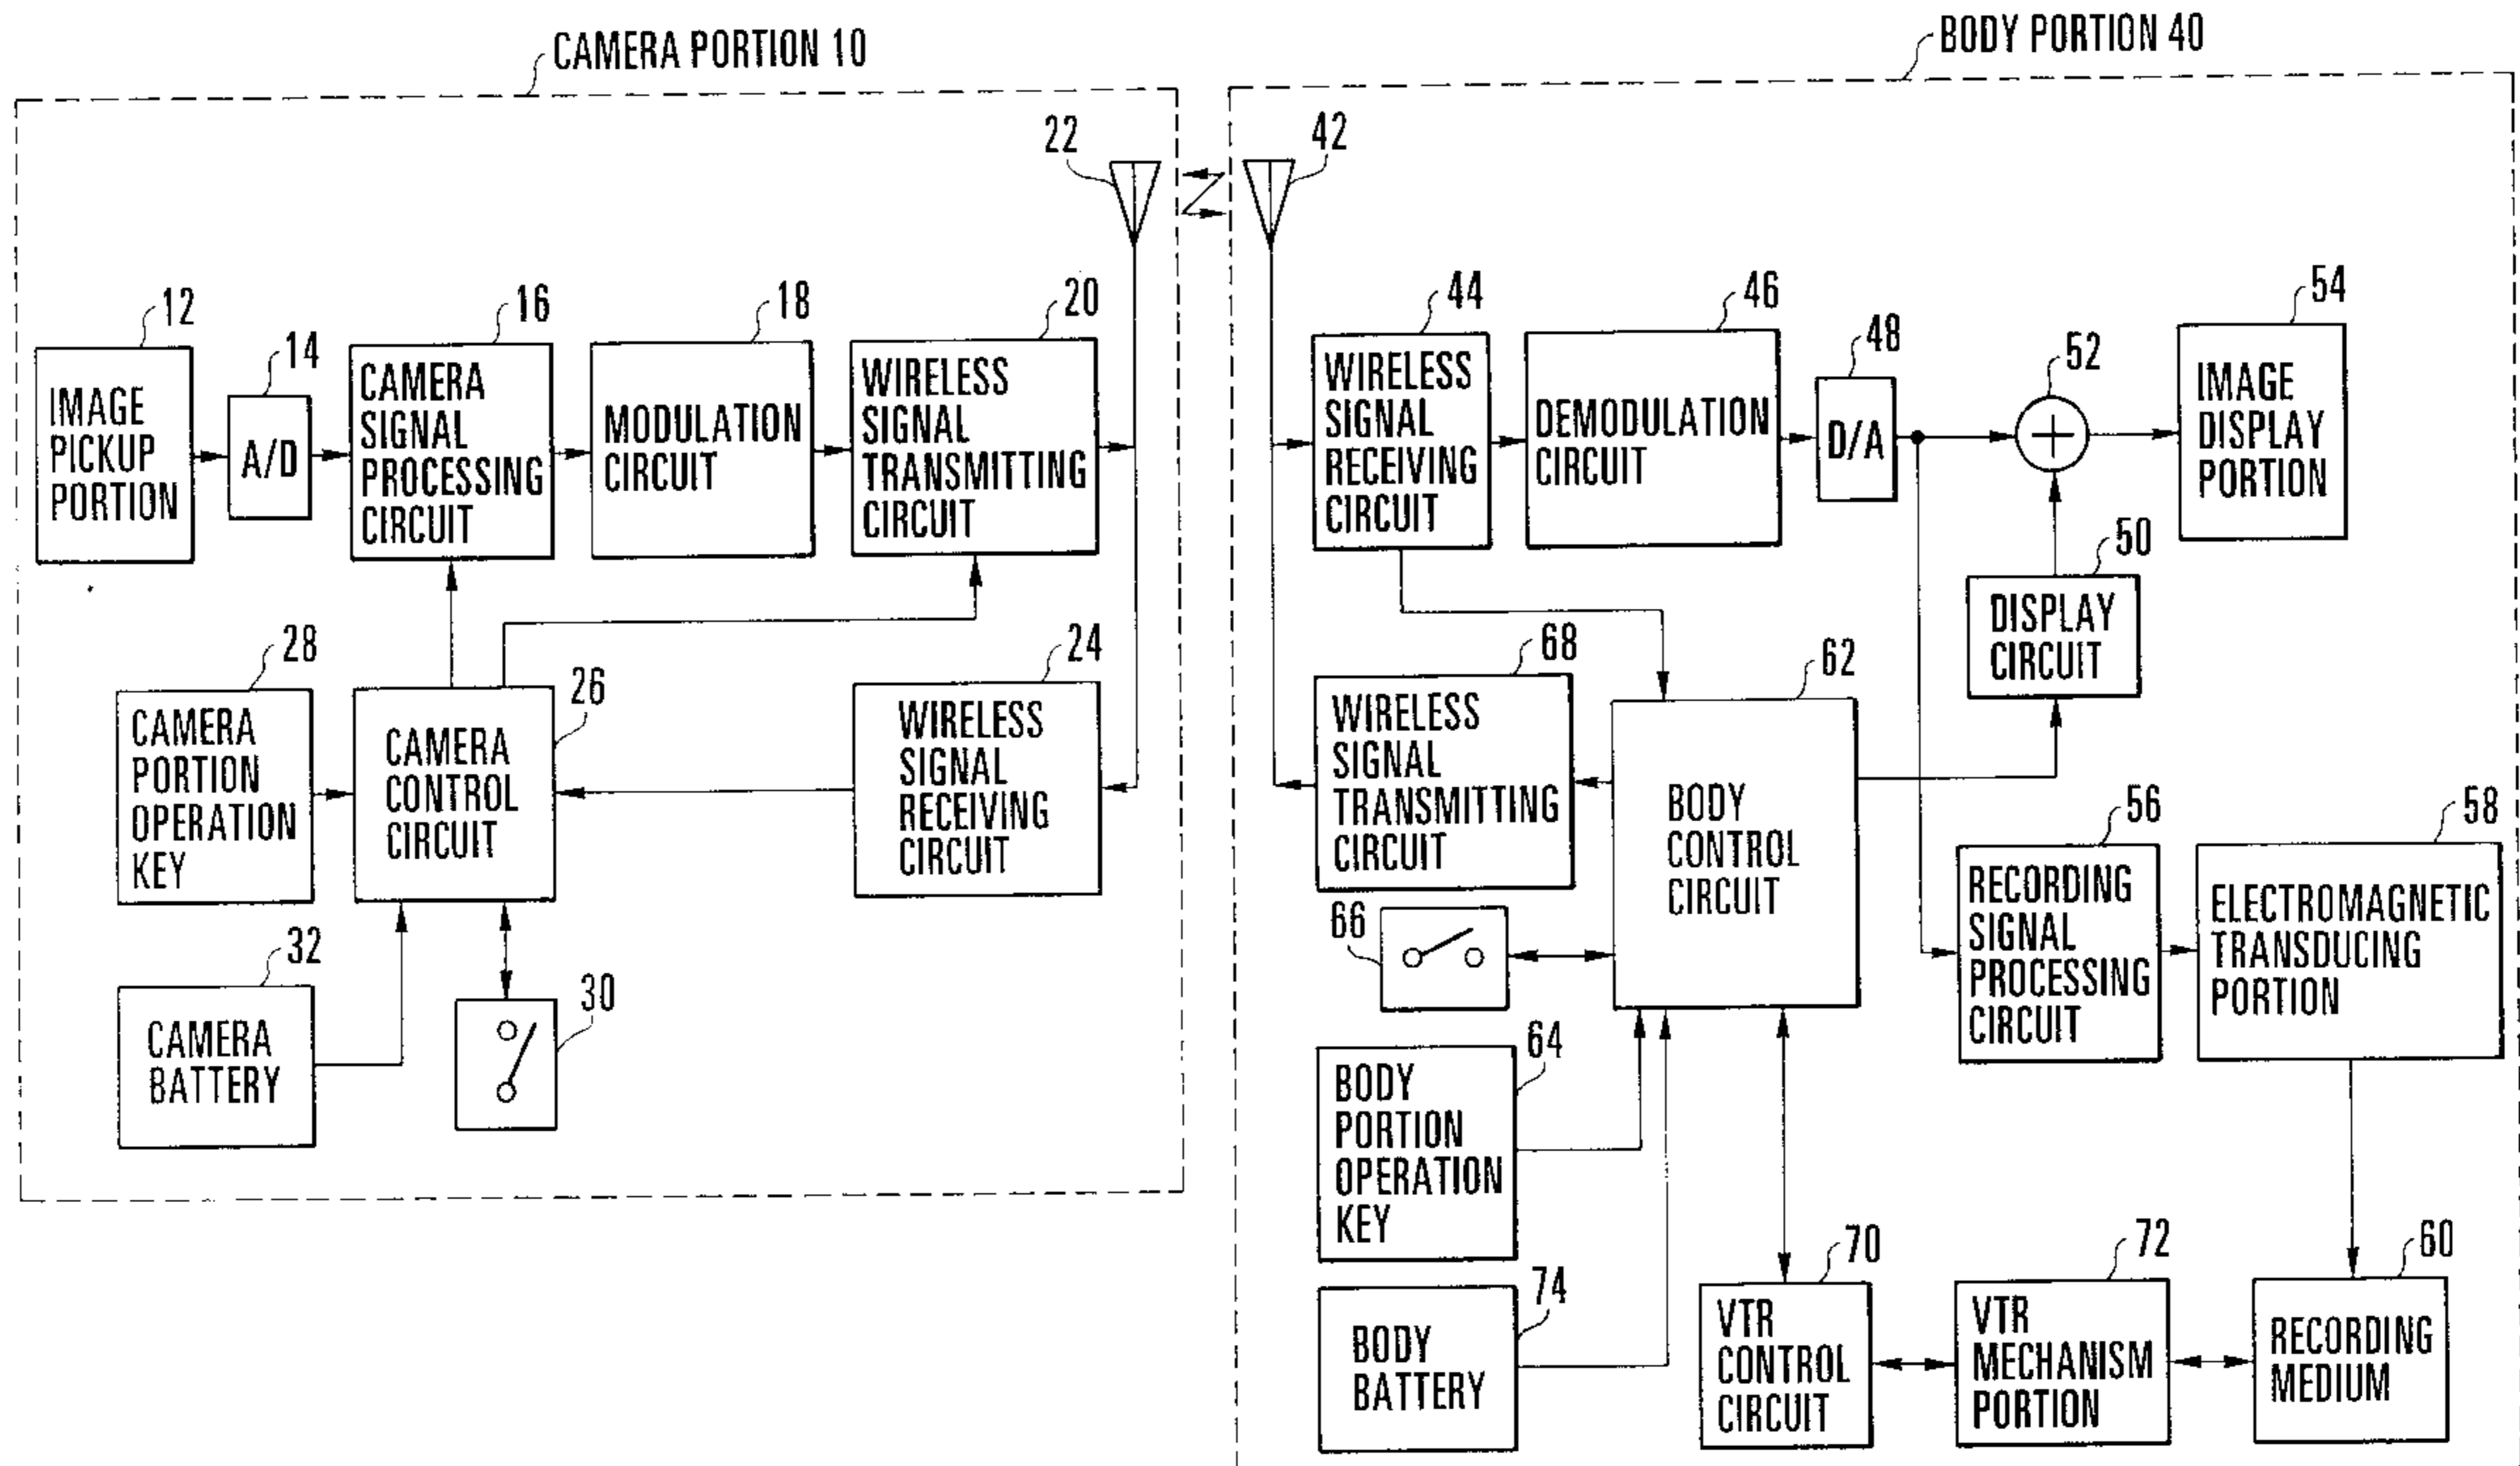 CAMERA PORTION 10
BODY PORTION 40
22
42
12
IMAGE
PICKUP
PORTION
14
A/D
16
CAMERA
SIGNAL
PROCESSING
CIRCUIT
18
MODULATION
CIRCUIT
20
WIRELESS
SIGNAL
TRANSMITTING
CIRCUIT
44
WIRELESS
SIGNAL
RECEIVING
CIRCUIT
46
DEMODULATION
CIRCUIT
48
D/A
52
+
54
IMAGE
DISPLAY
PORTION
50
DISPLAY
CIRCUIT
28
CAMERA
PORTION
OPERATION
KEY
26
CAMERA
CONTROL
CIRCUIT
24
WIRELESS
SIGNAL
RECEIVING
CIRCUIT
68
WIRELESS
SIGNAL
TRANSMITTING
CIRCUIT
62
BODY
CONTROL
CIRCUIT
56
RECORDING
SIGNAL
PROCESSING
CIRCUIT
58
ELECTROMAGNETIC
TRANSDUCING
PORTION
32
CAMERA
BATTERY
30
66
64
BODY
PORTION
OPERATION
KEY
74
BODY
BATTERY
70
VTR
CONTROL
CIRCUIT
72
VTR
MECHANISM
PORTION
60
RECORDING
MEDIUM